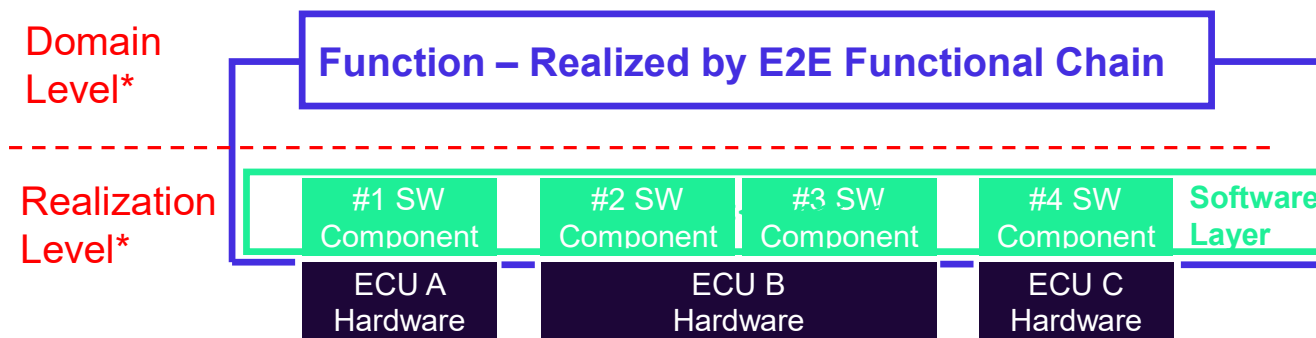 Domain
Level*
Function – Realized by E2E Functional Chain
Realization
Level*
#1 SW
Component
#2 SW
Component
#3 SW
Component
#4 SW
Component
Software
Layer
ECU A
Hardware
ECU B
Hardware
ECU C
Hardware